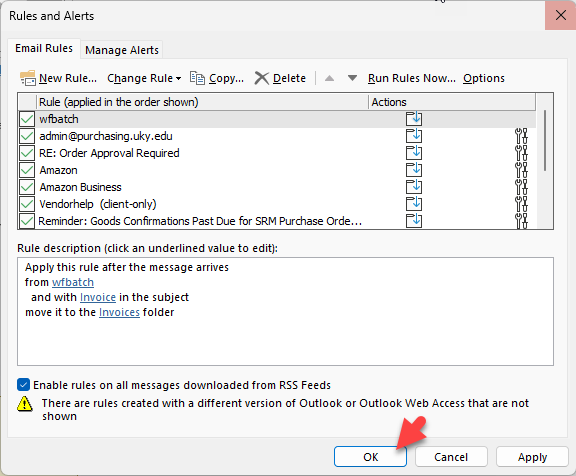 Rules and Alerts
Email Rules Manage Alerts
New Rule... Change Rule Copy... Delete Run Rules Now... Options
Rule (applied in the order shown) Actions
wfbatch
admin@purchasing.uky.edu
RE: Order Approval Required
Amazon
Amazon Business
Vendorhelp (client-only)
Reminder: Goods Confirmations Past Due for SRM Purchase Orde...
Rule description (click an underlined value to edit):
Apply this rule after the message arrives
from wfbatch
and with Invoice in the subject
move it to the Invoices folder
Enable rules on all messages downloaded from RSS Feeds
There are rules created with a different version of Outlook or Outlook Web Access that are not
shown
OK Cancel Apply